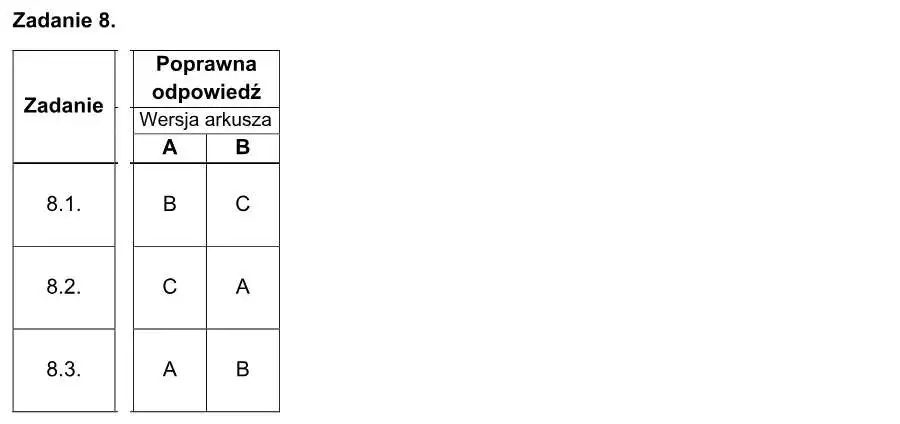 Zadanie 8.
Zadanie
Poprawna
odpowiedź
Wersja arkusza
A B
8.1. B C
8.2. C A
8.3. A B